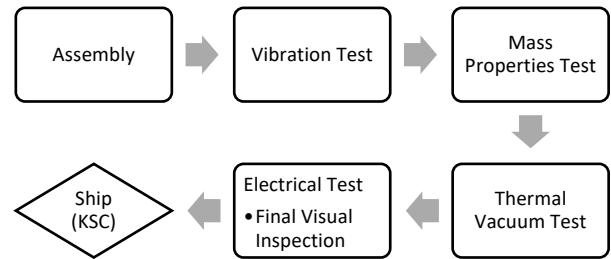 Assembly
Vibration Test
Mass
Properties Test
Thermal
Vacuum Test
Electrical Test
•Final Visual
Inspection
Ship
(KSC)